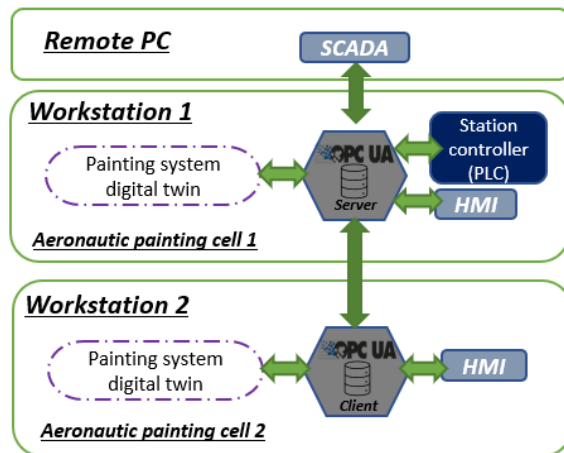 Remote PC
SCADA
Workstation 1
Painting system
digital twin
OPC UA
Server
Station
controller
(PLC)
HMI
Aeronautic painting cell 1
Workstation 2
Painting system
digital twin
OPC UA
Client
HMI
Aeronautic painting cell 2